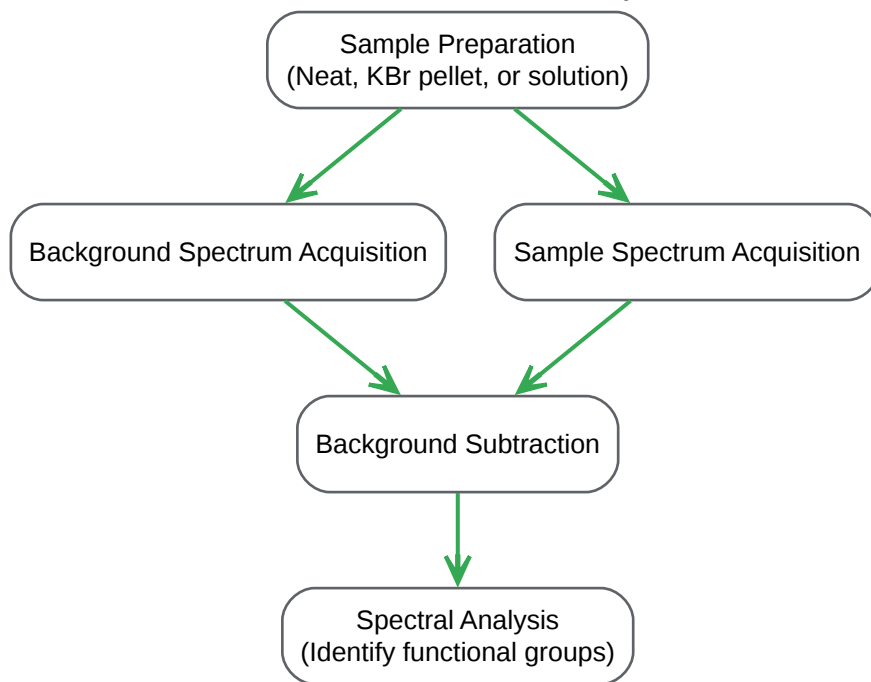 Sample Preparation
(Neat, KBr pellet, or solution)
Background Spectrum Acquisition
Sample Spectrum Acquisition
Background Subtraction
Spectral Analysis
(Identify functional groups)